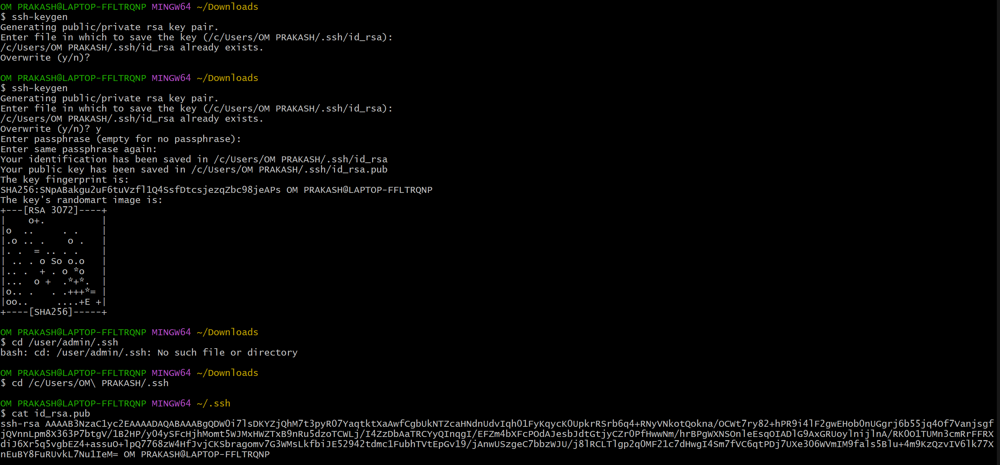 OM PRAKASH@LAPTOP-FFLTRQNP MINGW64 ~/Downloads
$ ssh-keygen
Generating public/private rsa key pair.
Enter file in which to save the key (/c/Users/OM PRAKASH/.ssh/id_rsa):
/c/Users/OM PRAKASH/.ssh/id_rsa already exists.
Overwrite (y/n)?
OM PRAKASH@LAPTOP-FFLTRQNP MINGW64 ~/Downloads
$ ssh-keygen
Generating public/private rsa key pair.
Enter file in which to save the key (/c/Users/OM PRAKASH/.ssh/id_rsa):
/c/Users/OM PRAKASH/.ssh/id_rsa already exists.
Overwrite (y/n)? y
Enter passphrase (empty for no passphrase):
Enter same passphrase again:
Your identification has been saved in /c/Users/OM PRAKASH/.ssh/id_rsa
Your public key has been saved in /c/Users/OM PRAKASH/.ssh/id_rsa.pub
The key fingerprint is:
SHA256:SNpABakgu2uF6tuVzfl1Q4SsfDtcsjezqZbc98jeAPs OM PRAKASH@LAPTOP-FFLTRQNP
The key's randomart image is:
+---[RSA 3072]----+
|    o+.          |
|o  ..     . .    |
|.o .. .    o .   |
|. .  = .. . .    |
| .. . o So o.o   |
|.. .  + . o *o   |
|...  o +  .*+*.  |
|o.. .   . .+++*= |
|oo..     ....+E +|
+----[SHA256]-----+
OM PRAKASH@LAPTOP-FFLTRQNP MINGW64 ~/Downloads
$ cd /user/admin/.ssh
bash: cd: /user/admin/.ssh: No such file or directory
OM PRAKASH@LAPTOP-FFLTRQNP MINGW64 ~/Downloads
$ cd /c/Users/OM\ PRAKASH/.ssh
OM PRAKASH@LAPTOP-FFLTRQNP MINGW64 ~/.ssh
$ cat id_rsa.pub
ssh-rsa AAAAB3NzaC1yc2EAAAADAQABAAABgQDW0i7lsDKYZjQhM7t3pyR07YaqtktXaAwfCgbUkNTZcaHNdnUdvIqh01FyKqycK0UpkrRSrb6q4+RNyVNkotQokna/OCWt7ry82+hPR9i4lF2gwEHob0nUGgrj6b55jq4Of7Vanjsgf
jQVnnLpm8X363P7btgV/1B2HP/y04ySFcHjhMomt5WJMxHWZTxB9nRu5dzoTCWLj/I4ZzDbAaTRCYyQInqgI/EFZm4bXFcPOdAJesbJdtGtjyCZr0PfHwwNm/hrBPgWXNSOnleEsqOIADlG9AxGRUoylnijlnA/RK0O1TUMn3cmRrFFRX
diJ6Xr5q5vgbEZ4+assuO+lpQ7768zW4HfJvjCKSbragomv7G3WMsLkfbiJE52942tdmc1FubhTVtEpGv19/jAnwUSzgeC7bbzWJU/j8lRCLTlgp2q0MF21c7dHwgI4Sm7fVC6qtPDj7UXe306WVmIM9fals5Blu+4m9KzQzvIV6lk77X
nEuBY8FuRUvkL7Nu1IeM= OM PRAKASH@LAPTOP-FFLTRQNP